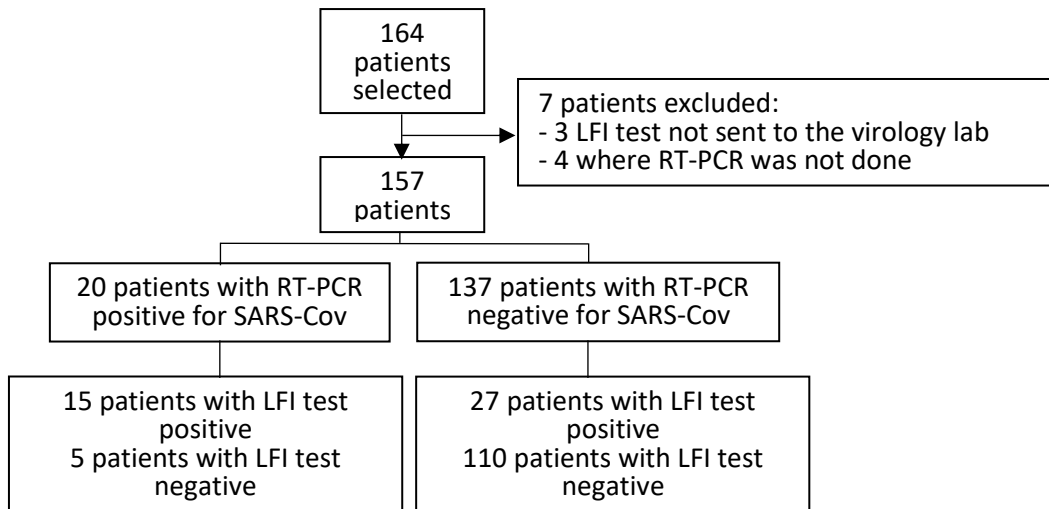 164
patients
selected
7 patients excluded:
- 3 LFI test not sent to the virology lab
- 4 where RT-PCR was not done
157
patients
20 patients with RT-PCR
positive for SARS-Cov
137 patients with RT-PCR
negative for SARS-Cov
15 patients with LFI test
positive
5 patients with LFI test
negative
27 patients with LFI test
positive
110 patients with LFI test
negative